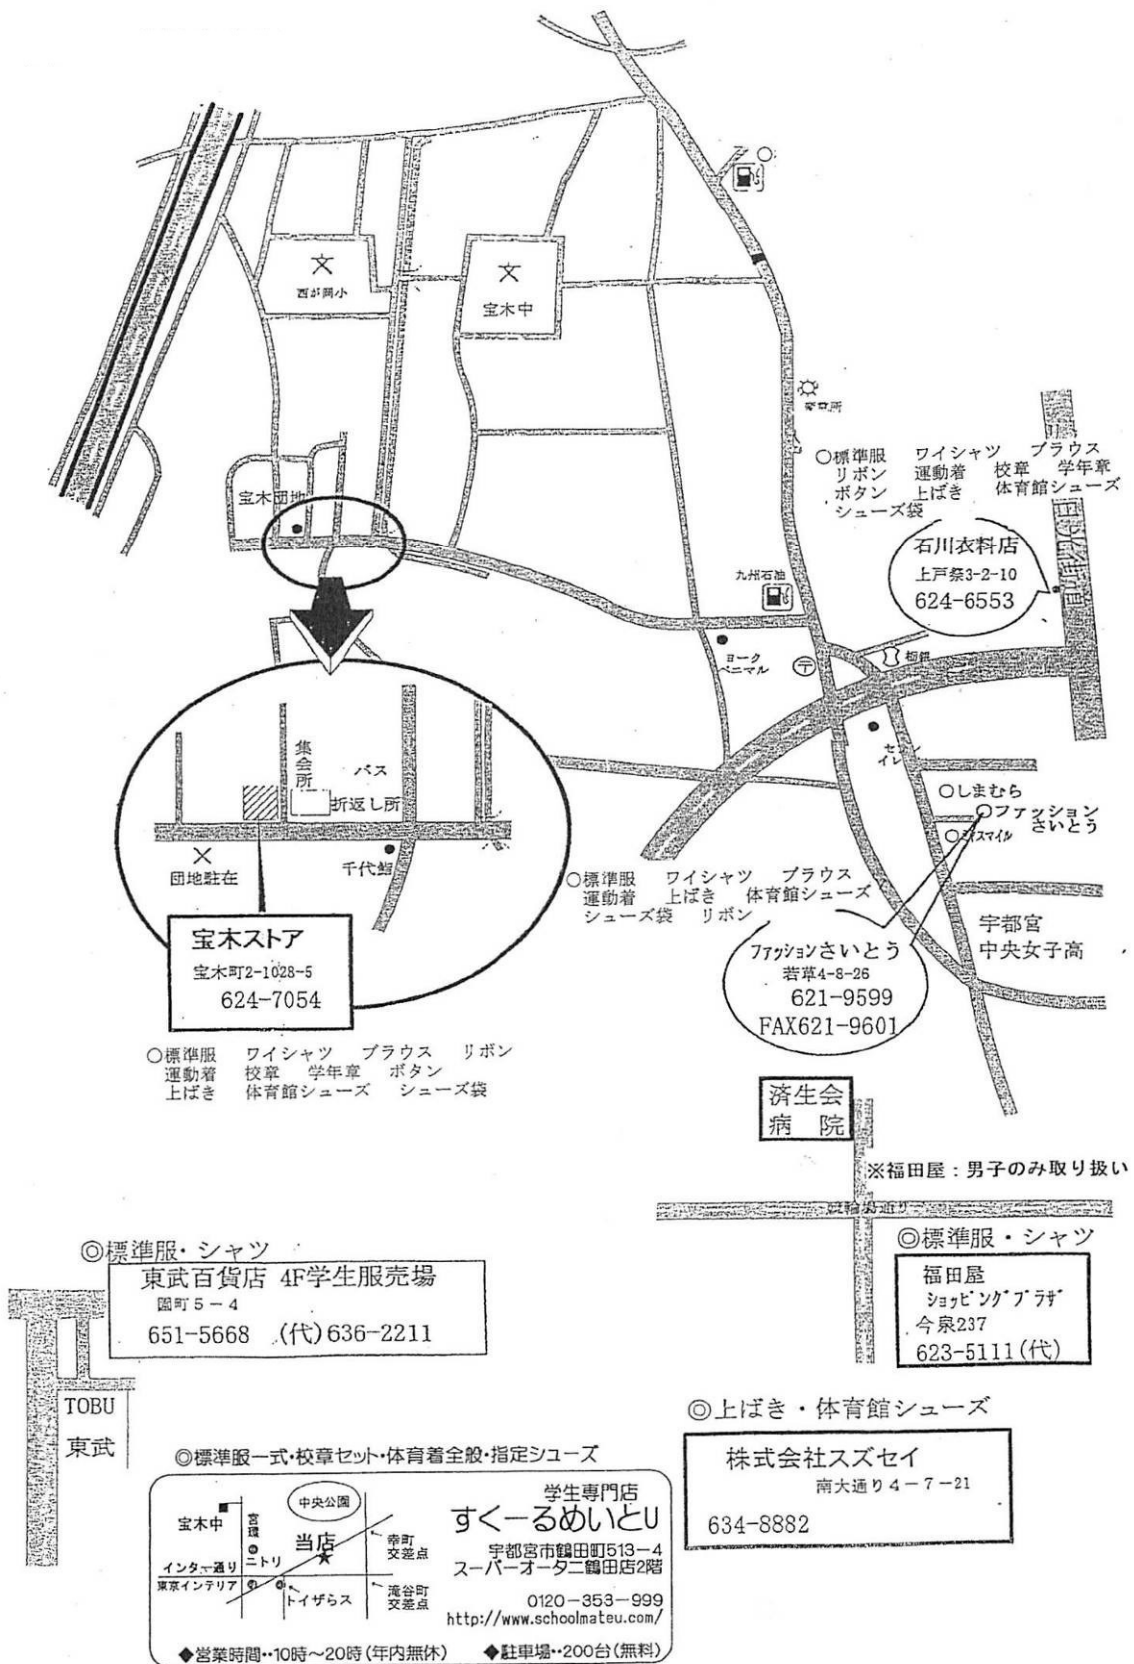 西が岡小
宝木中
宝木団地
○標準服　ワイシャツ　ブラウス
リボン　運動着　校章　学年章
ボタン　上ばき　体育館シューズ
シューズ袋
石川衣料店
上戸祭3-2-10
624-6553
日光街道
九州石油
ヨーク
ベニマル
〒
集会所
バス
折返し所
団地駐在
千代鮨
宝木ストア
宝木町2-1028-5
624-7054
○標準服　ワイシャツ　ブラウス　リボン
運動着　校章　学年章　ボタン
上ばき　体育館シューズ　シューズ袋
セブン
イレ
○しまむら
○ファッション
さいとう
○標準服　ワイシャツ　ブラウス
運動着　上ばき　体育館シューズ
シューズ袋　リボン
ファッションさいとう
若草4-8-26
621-9599
FAX621-9601
宇都宮
中央女子高
済生会
病　院
※福田屋：男子のみ取り扱い
◎標準服・シャツ
福田屋
ショッピングプラザ
今泉237
623-5111(代)
◎標準服・シャツ
東武百貨店 4F学生服売場
園町5－4
651-5668　(代)636-2211
TOBU
東武
◎上ばき・体育館シューズ
株式会社スズセイ
南大通り4－7－21
634-8882
◎標準服一式・校章セット・体育着全般・指定シューズ
宝木中
宮環
中央公園
ニトリ
当店
★
幸町
交差点
インター通り
東京インテリア
トイザらス
滝谷町
交差点
学生専門店
すくーるめいとU
宇都宮市鶴田町513－4
スーパーオータニ鶴田店2階
0120－353－999
http://www.schoolmateu.com/
◆営業時間‥10時～20時(年内無休)　◆駐車場‥200台(無料)